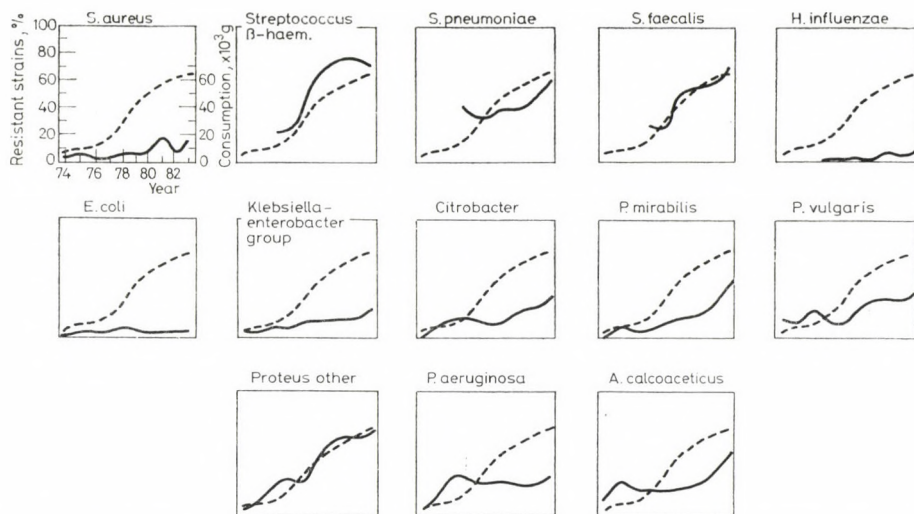 S. aureus
Resistant strains, %
100
80
60
40
20
0
74 76 78 80 82
Year
60
40
20
0
Consumption, x10³g
Streptococcus
β-haem.
S. pneumoniae
S. faecalis
H. influenzae
E. coli
Klebsiella-
enterobacter
group
Citrobacter
P. mirabilis
P. vulgaris
Proteus other
P. aeruginosa
A. calcoaceticus